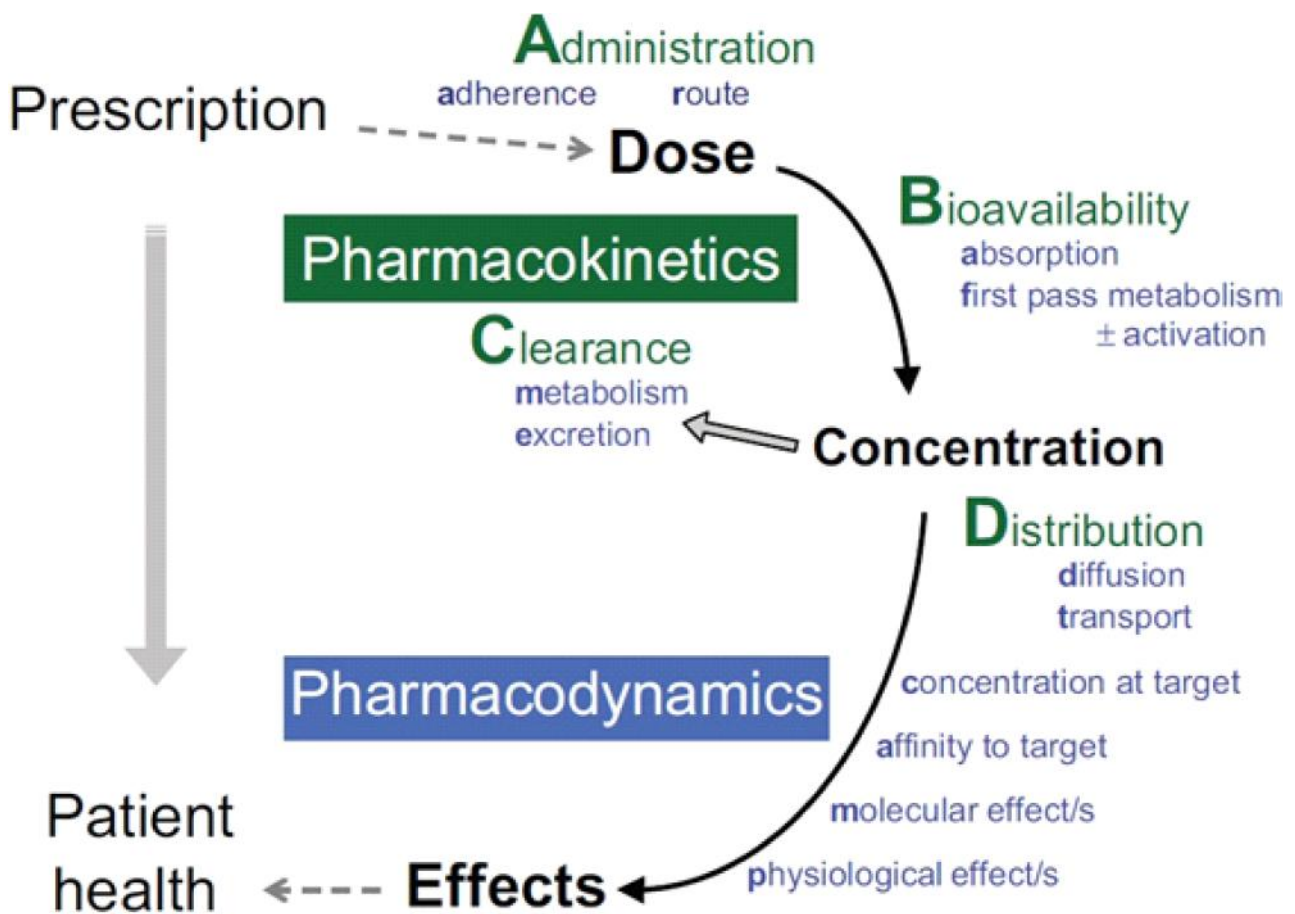 Administration
adherence route
Prescription
Dose
Bioavailability
absorption
first pass metabolism
± activation
Pharmacokinetics
Clearance
metabolism
excretion
Concentration
Distribution
diffusion
transport
Pharmacodynamics
concentration at target
affinity to target
molecular effect/s
physiological effect/s
Effects
Patient
health